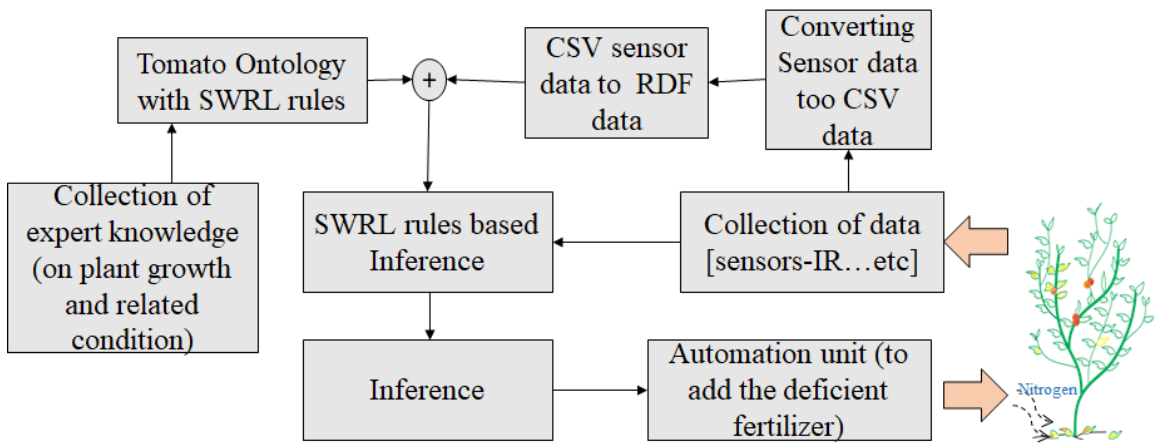 Tomato Ontology
with SWRL rules
+
CSV sensor
data to RDF
data
Converting
Sensor data
too CSV
data
Collection of
expert knowledge
(on plant growth
and related
condition)
SWRL rules based
Inference
Collection of data
[sensors-IR…etc]
Inference
Automation unit (to
add the deficient
fertilizer)
Nitrogen